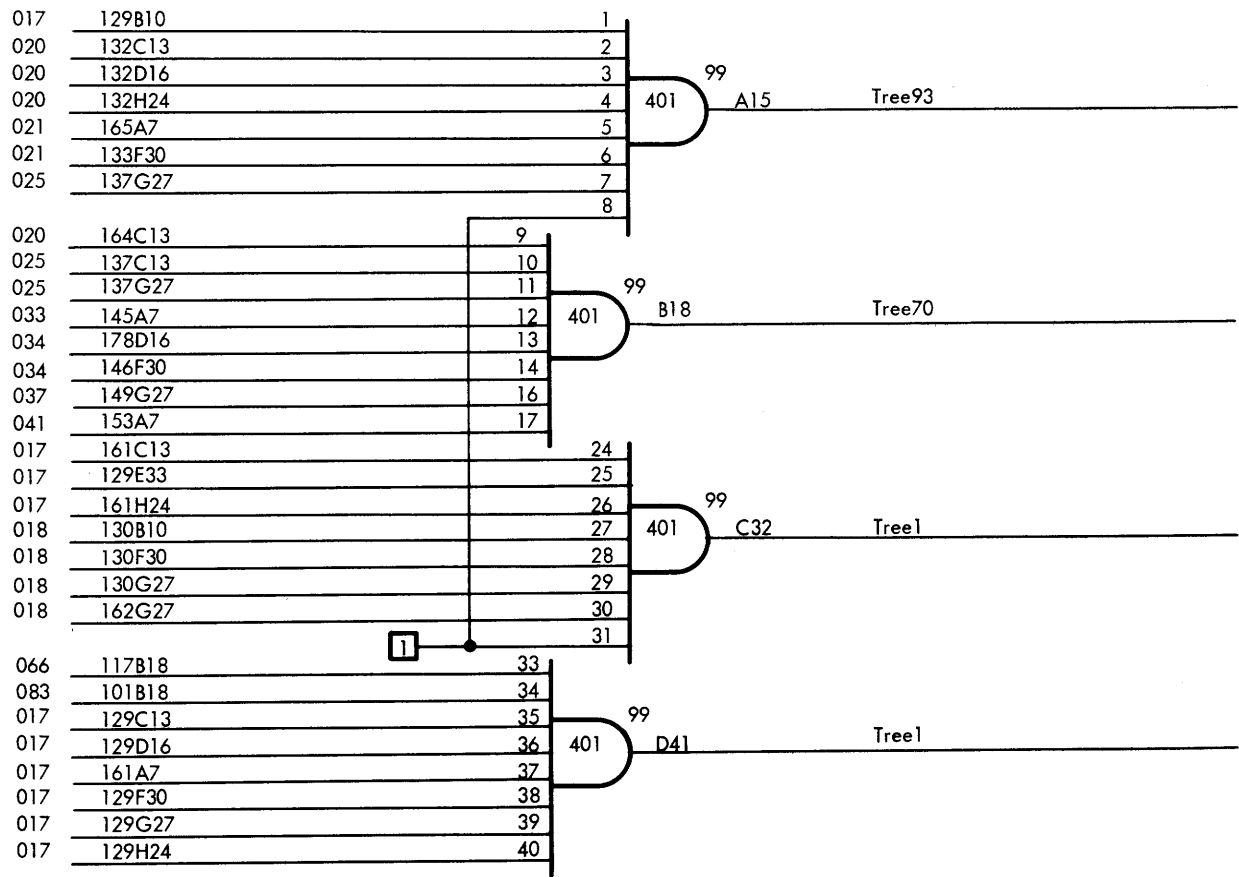 017 129B10 1
020 132C13 2
020 132D16 3 99
020 132H24 4 401 A15 Tree93
021 165A7 5
021 133F30 6
025 137G27 7
8
020 164C13 9
025 137C13 10
025 137G27 11 99
033 145A7 12 401 B18 Tree70
034 178D16 13
034 146F30 14
037 149G27 16
041 153A7 17
017 161C13 24
017 129E33 25
017 161H24 26 99
018 130B10 27 401 C32 Tree1
018 130F30 28
018 130G27 29
018 162G27 30
1 31
066 117B18 33
083 101B18 34
017 129C13 35 99
017 129D16 36 401 D41 Tree1
017 161A7 37
017 129F30 38
017 129G27 39
017 129H24 40